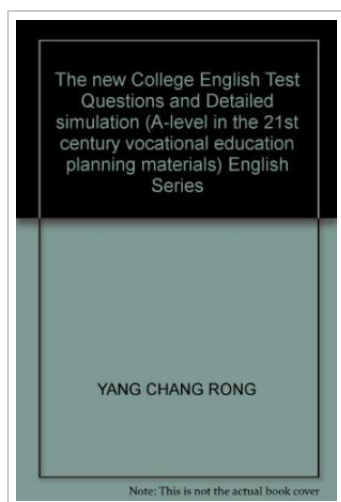 The new College English Test
Questions and Detailed
simulation (A-level in the 21st
century vocational education
planning materials) English
Series
YANG CHANG RONG
Note: This is not the actual book cover